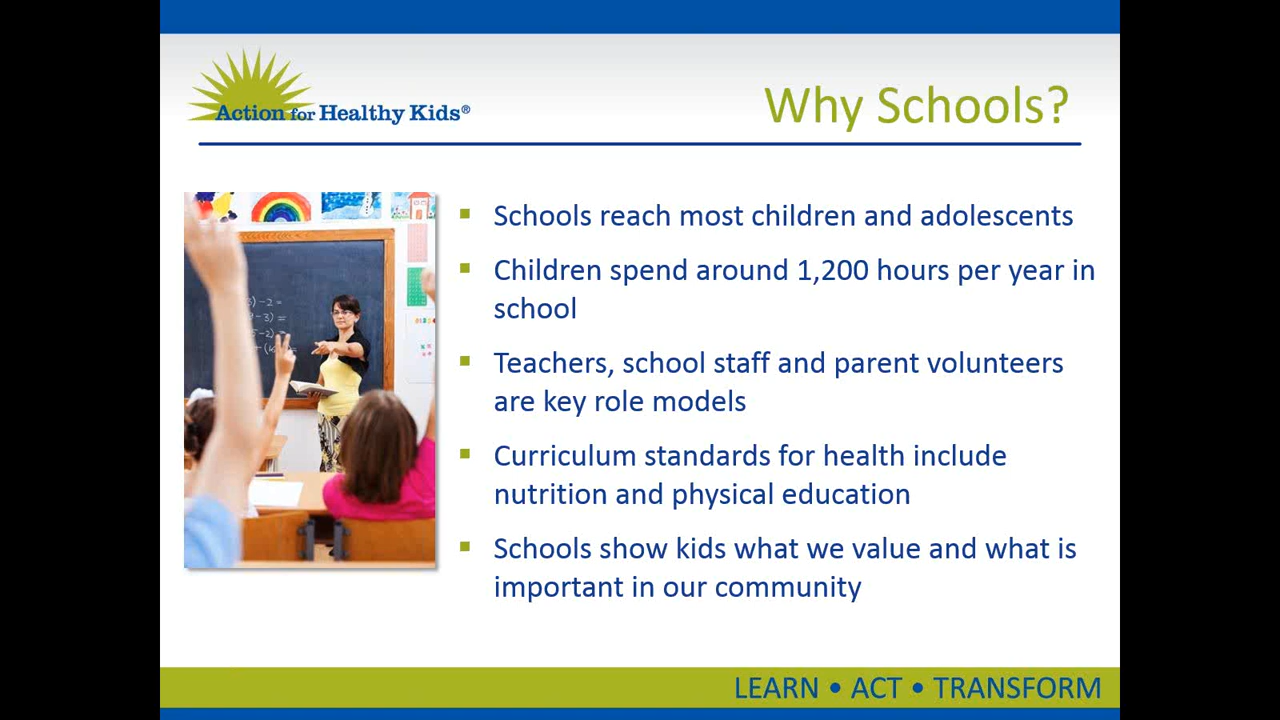 Action for Healthy Kids®
Why Schools?
Schools reach most children and adolescents
Children spend around 1,200 hours per year in
school
Teachers, school staff and parent volunteers
are key role models
Curriculum standards for health include
nutrition and physical education
Schools show kids what we value and what is
important in our community
LEARN • ACT • TRANSFORM